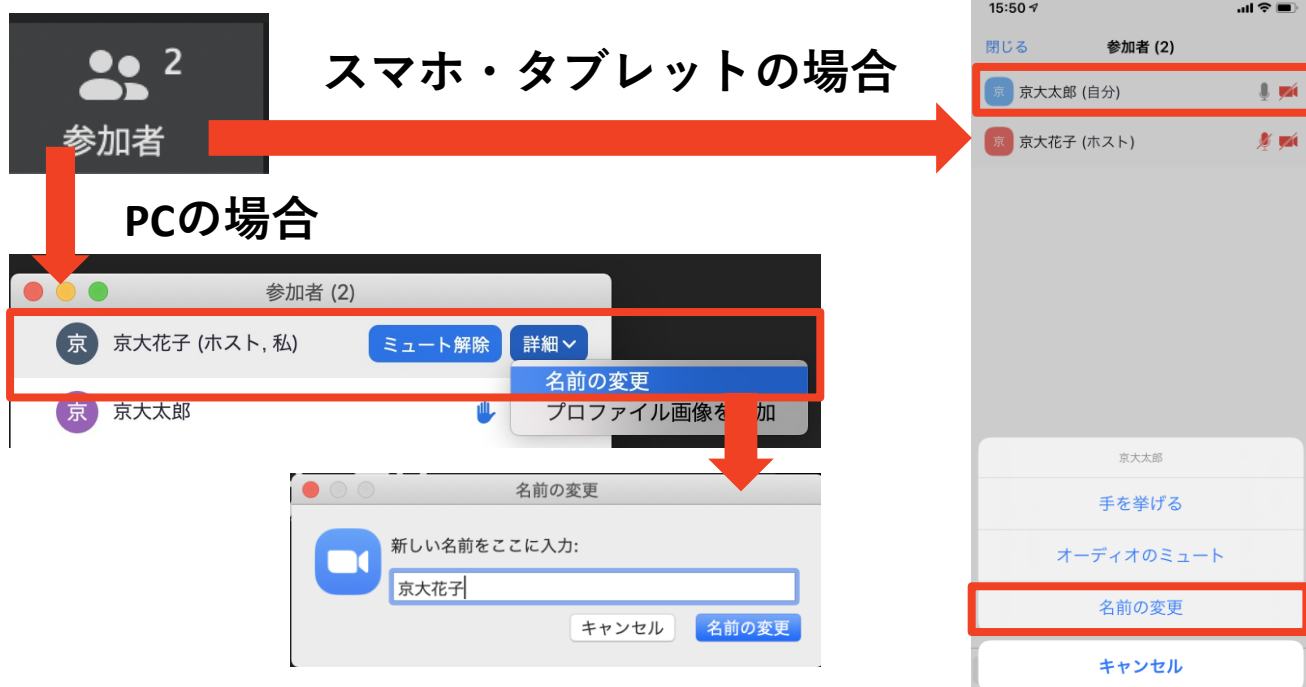 2
参加者
スマホ・タブレットの場合
PCの場合
参加者 (2)
京 京大花子 (ホスト, 私) ミュート解除 詳細
名前の変更
京 京大太郎
プロファイル画像を 加
名前の変更
新しい名前をここに入力:
京大花子
キャンセル 名前の変更
15:50
閉じる 参加者 (2)
京 京大太郎 (自分)
京 京大花子 (ホスト)
京大太郎
手を挙げる
オーディオのミュート
名前の変更
キャンセル